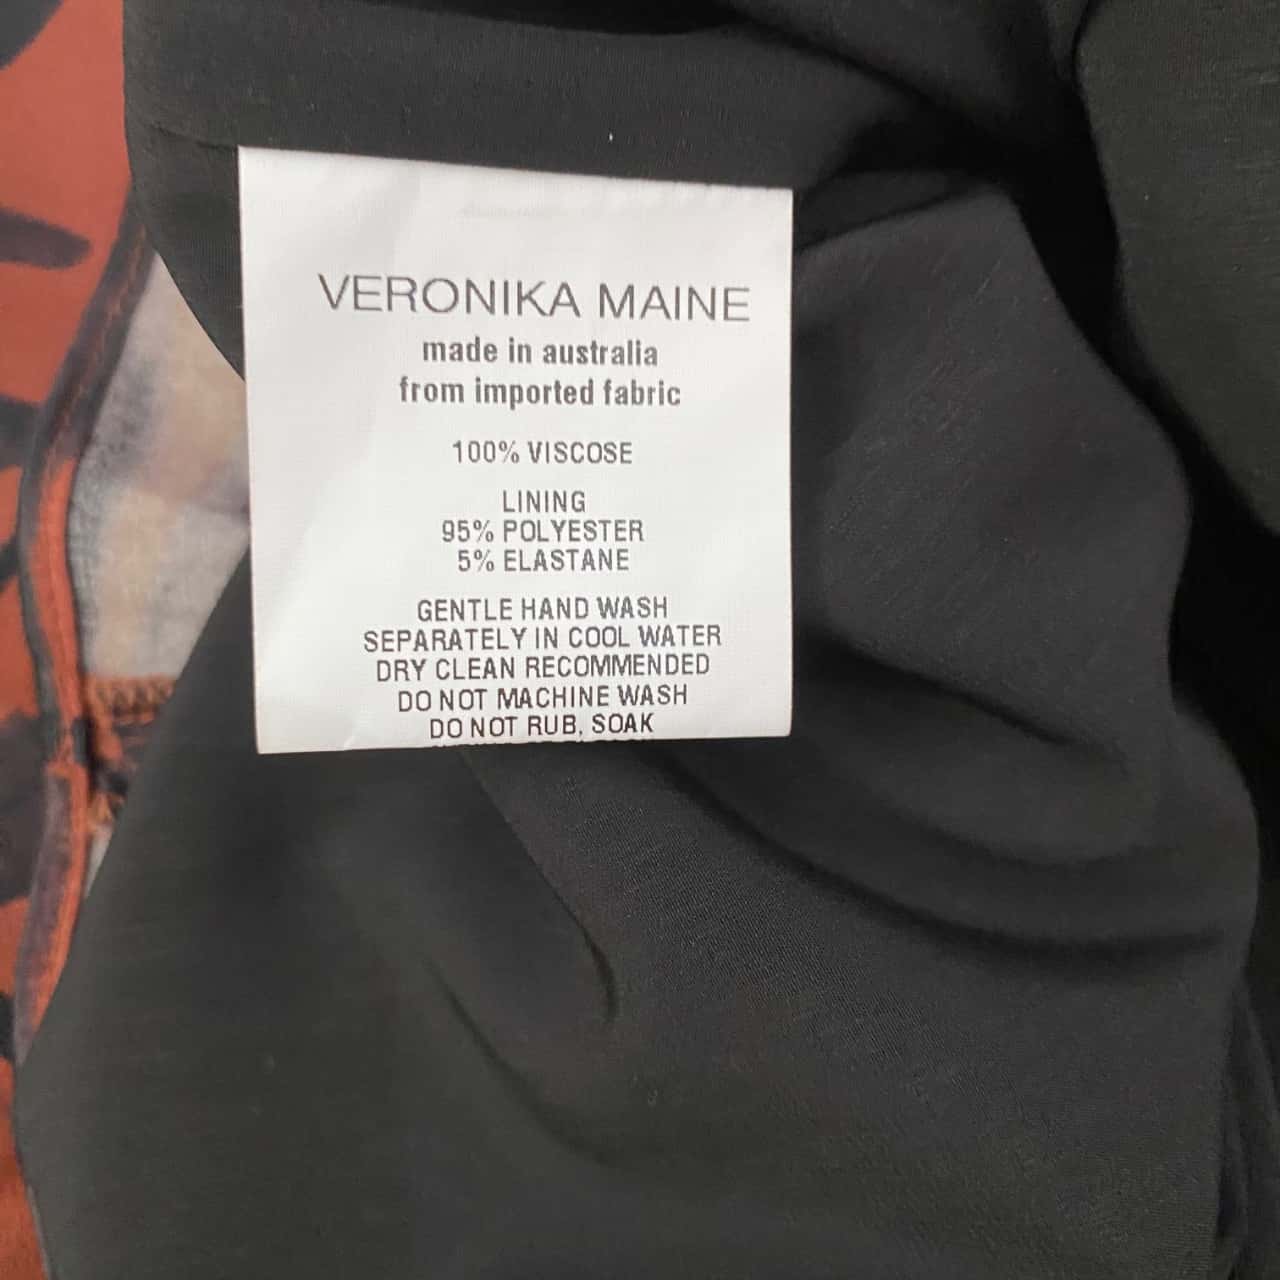 VERONIKA MAINE
made in australia
from imported fabric
100% VISCOSE
LINING
95% POLYESTER
5% ELASTANE
GENTLE HAND WASH
SEPARATELY IN COOL WATER
DRY CLEAN RECOMMENDED
DO NOT MACHINE WASH
DO NOT RUB, SOAK